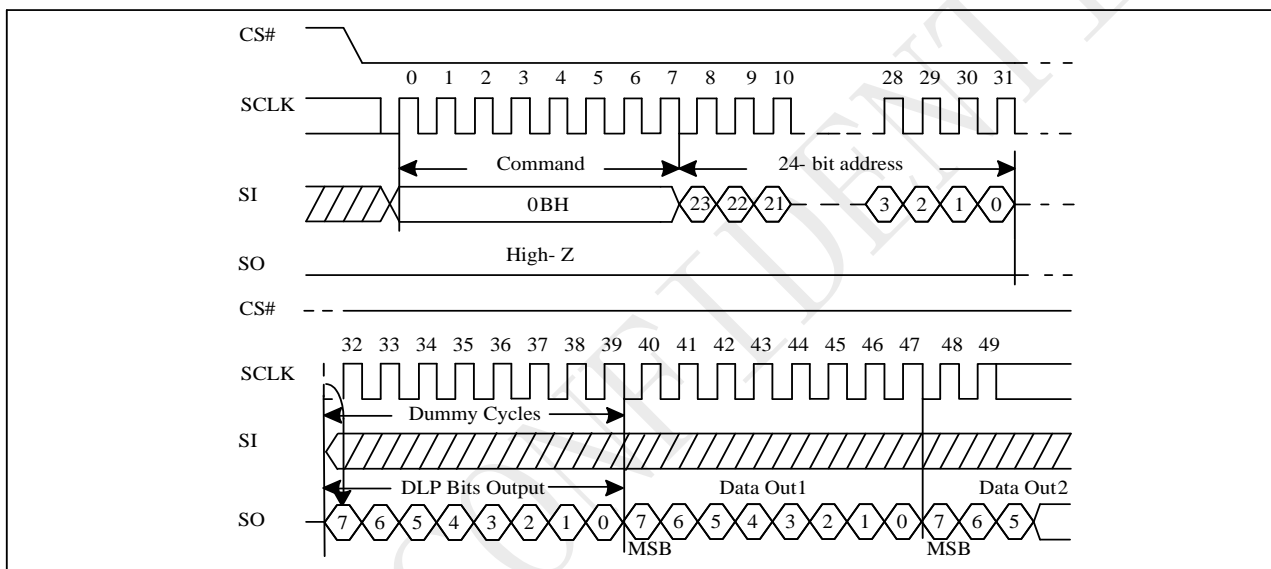 CS#
0 1 2 3 4 5 6 7 8 9 10 28 29 30 31
SCLK
Command 24- bit address
SI 0BH 23 22 21 3 2 1 0
High- Z
SO
CS#
32 33 34 35 36 37 38 39 40 41 42 43 44 45 46 47 48 49
SCLK
Dummy Cycles
SI
DLP Bits Output Data Out1 Data Out2
SO 7 6 5 4 3 2 1 0 7 6 5 4 3 2 1 0 7 6 5
MSB MSB